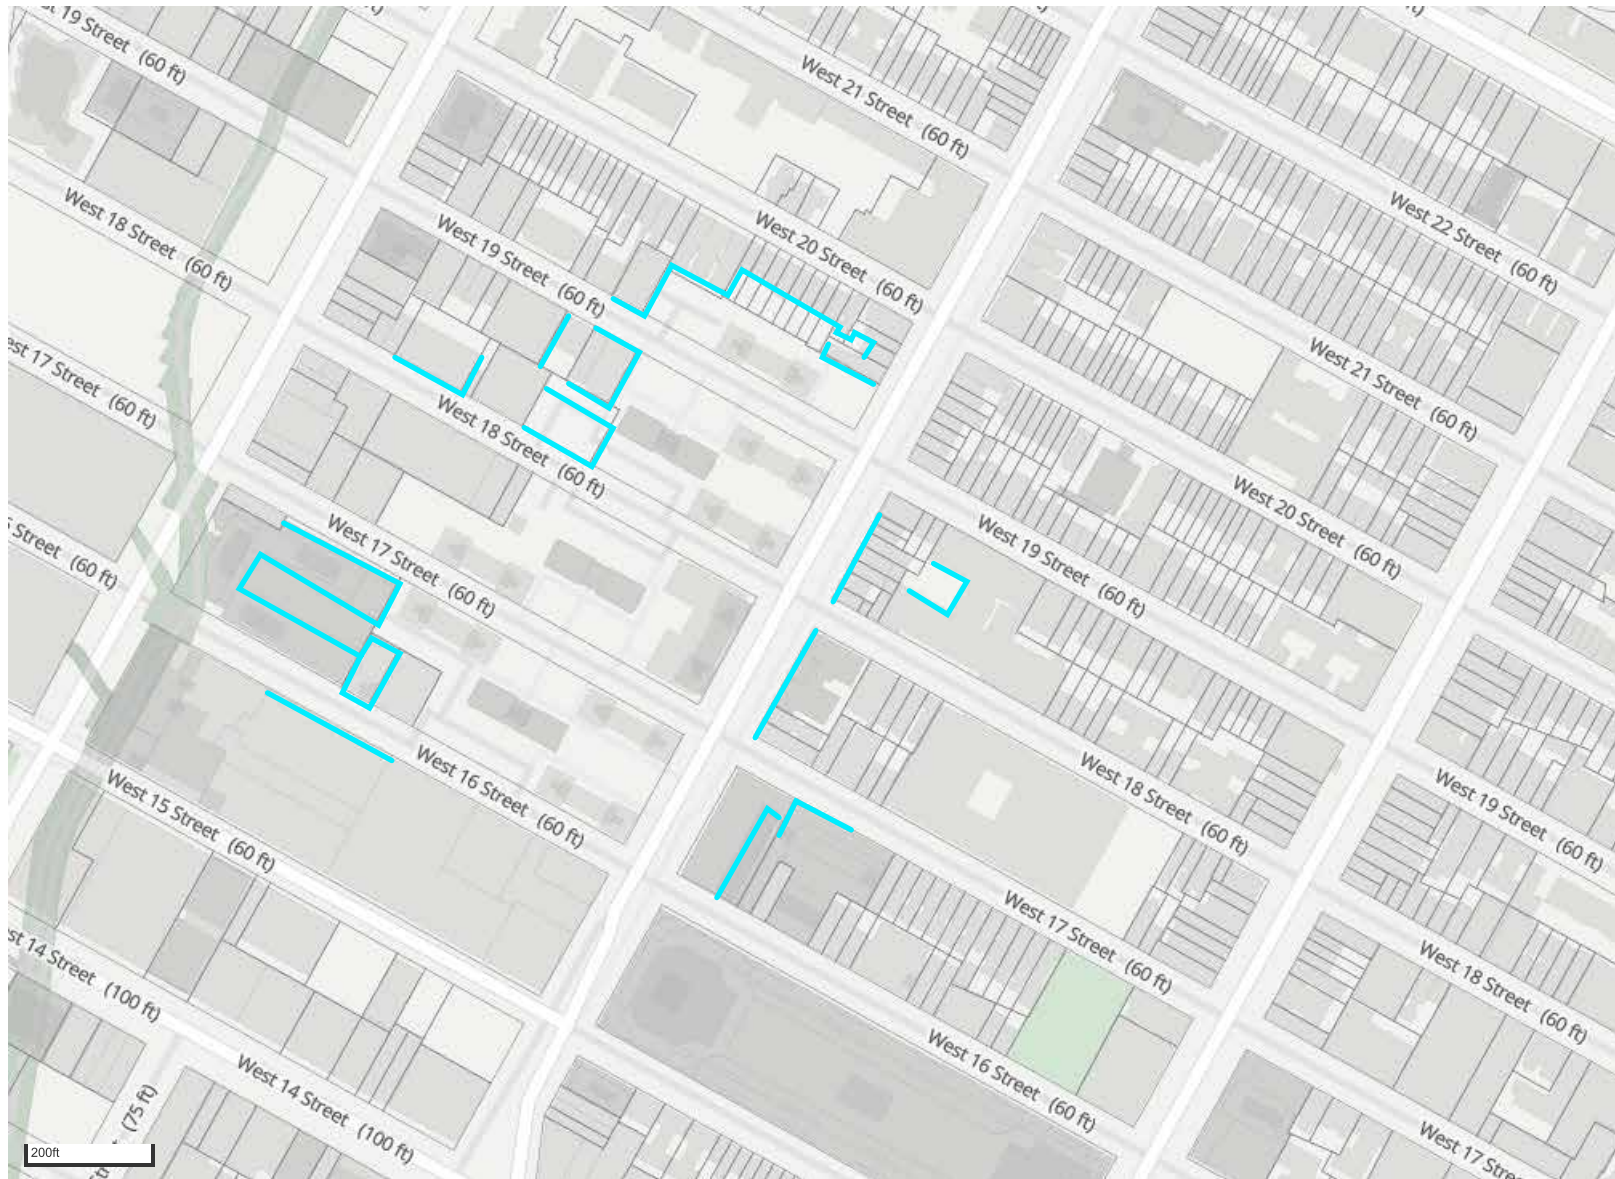 19 Street (60 ft)
West 21 Street (60 ft)
West 18 Street (60 ft)
West 19 Street (60 ft)
West 20 Street (60 ft)
West 22 Street (60 ft)
West 17 Street (60 ft)
West 18 Street (60 ft)
West 21 Street (60 ft)
Street (60 ft)
West 17 Street (60 ft)
West 19 Street (60 ft)
West 20 Street (60 ft)
West 15 Street (60 ft)
West 16 Street (60 ft)
West 18 Street (60 ft)
West 19 Street (60 ft)
14 Street (100 ft)
West 17 Street (60 ft)
West 18 Street (60 ft)
West 14 Street (100 ft)
West 16 Street (60 ft)
West 17
(75 ft)
200ft